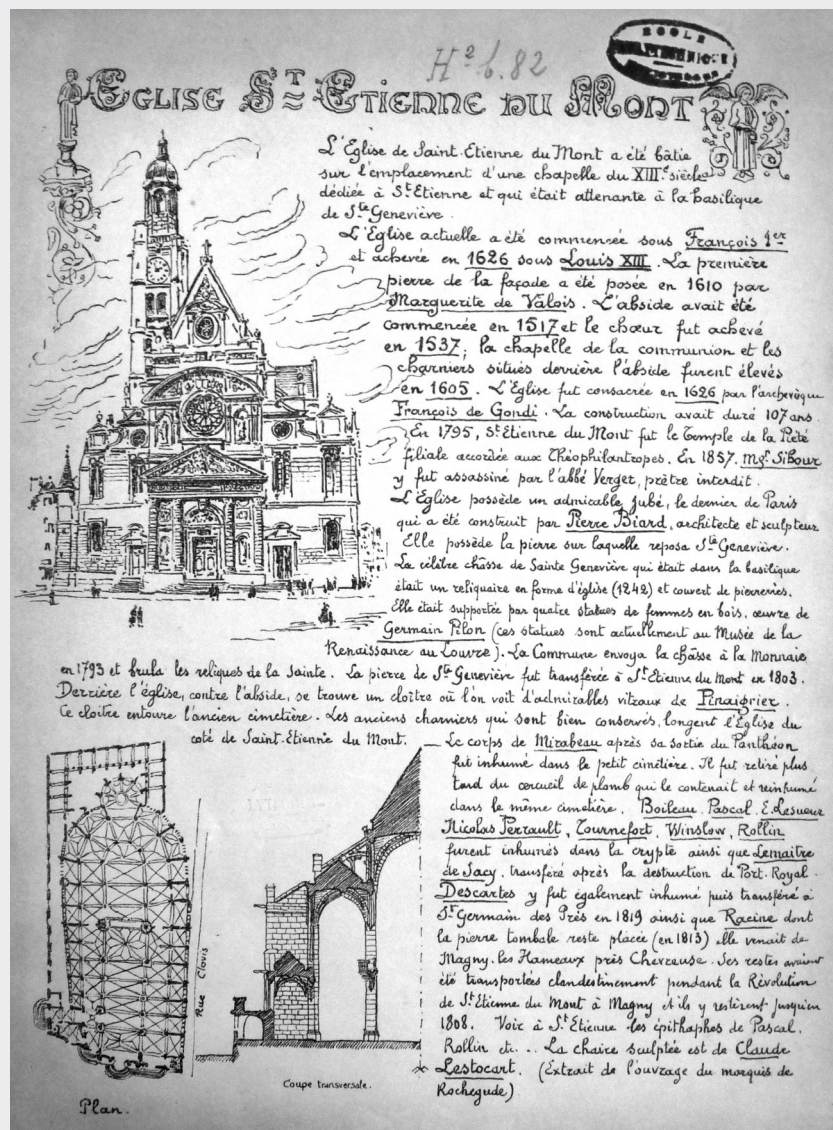 H² b. 82
ECOLE
POLYTECHNIQUE
EGLISE ST ETIENNE DU MONT
L'Eglise de Saint-Etienne du Mont a été bâtie
sur l'emplacement d'une chapelle du XIII.e siècle
dédiée à St Etienne et qui était attenante à la basilique
de Ste Geneviève.
L'Eglise actuelle a été commencée sous François 1er
et achevée en 1626 sous Louis XIII. La première
pierre de la façade a été posée en 1610 par
Marguerite de Valois. L'abside avait été
commencée en 1517 et le chœur fut achevé
en 1537; la chapelle de la communion et les
charniers situés derrière l'abside furent élevés
en 1605. L'Eglise fut consacrée en 1626 par l'archevêque
François de Gondi. La construction avait duré 107 ans.
En 1795, St Etienne du Mont fut le Temple de la Piété
filiale accordée aux Théophilantropes. En 1857. Mgr Sibour
y fut assassiné par l'abbé Verger, prètre interdit.
L'Eglise possède un admirable jubé, le dernier de Paris
qui a été construit par Pierre Biard, architecte et sculpteur
Elle possède la pierre sur laquelle reposa Ste Geneviève.
La célèbre châsse de Sainte Geneviève qui était dans la basilique
était un reliquaire en forme d'église (1242) et couvert de pierreries.
Elle était supportée par quatre statues de femmes en bois, œuvre de
Germain Pilon (ces statues sont actuellement au Musée de la
Renaissance au Louvre). La Commune envoya la châsse à la Monnaie
en 1793 et brula les reliques de la Sainte. La pierre de Ste Geneviève fut transférée à St Etienne du Mont en 1803.
Derrière l'église, contre l'abside, se trouve un cloître où l'on voit d'admirables vitraux de Pinaigrier.
Ce cloitre entoure l'ancien cimetière. Les anciens charniers qui sont bien conservés, longent l'Eglise du
coté de Saint-Etienne du Mont.
Le corps de Mirabeau après sa sortie du Panthéon
fut inhumé dans le petit cimetière. Il fut retiré plus
tard du cercueil de plomb qui le contenait et reinhumé
dans le même cimetière. Boileau. Pascal. E. Lesueur
Nicolas Perrault, Tournefort, Winslow, Rollin
furent inhumés dans la crypte ainsi que Lemaitre
de Sacy, transféré après la destruction de Port-Royal.
Descartes y fut également inhumé puis transféré à
St Germain des Près en 1819 ainsi que Racine dont
la pierre tombale reste placée (en 1813) elle venait de
Magny-les Hameaux près Chevreuse. Ses restes avaient
été transportées clandestinement pendant la Révolution
de St Etienne du Mont à Magny et ils y restèrent jusqu'en
1808. Voir à St Etienne les épithaphes de Pascal,
Rollin etc... La chaire sculptée est de Claude
Lestocart. (Extrait de l'ouvrage du marquis de
Rochegude)
Rue Clovis
Coupe transversale.
Plan.